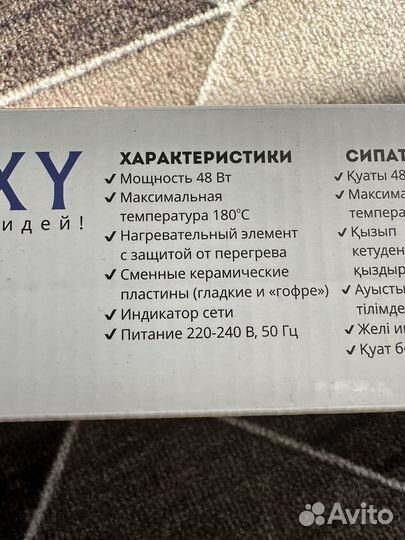 XY
идей!
ХАРАКТЕРИСТИКИ
✔ Мощность 48 Вт
✔ Максимальная
температура 180°С
✔ Нагревательный элемент
с защитой от перегрева
✔ Сменные керамические
пластины (гладкие и «гофре»)
✔ Индикатор сети
✔ Питание 220-240 В, 50 Гц
СИПАТ
✔ Қуаты 48
✔ Максима
темпера
✔ Қызып
кетуден
қыздыр
✔ Ауысты
тілімде
✔ Желі и
✔ Қуат б
Avito